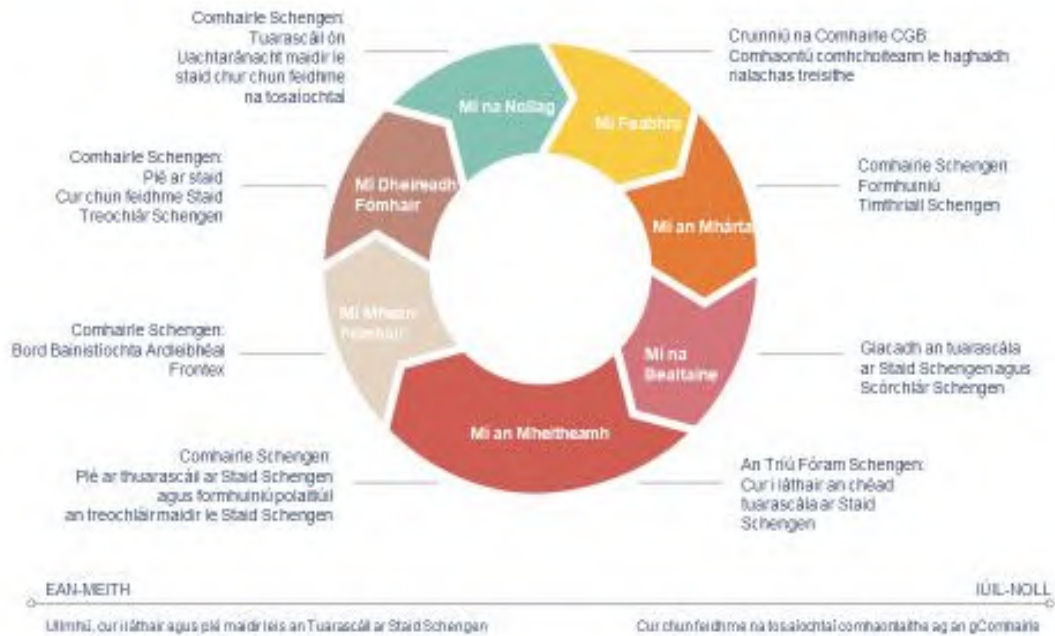 Comhairle Schengen:
Tuarascáil ón
Uachtaránacht maidir le
staid chur chun feidhme
na tosaíochtaí
Cruinniú na Comhairle CGB
Comhaontú comhchoiteann le haghaidh
rialachas treisithe
Mí na Nollag
Mí Feabhra
Comhairle Schengen:
Plé ar staid
Cur chun feidhme Staid
Treochlár Schengen
Mí Dheireadh
Fómhair
Mí an Mhárta
Comhairle Schengen:
Formhuiniú
Timthriall Schengen
Comhairle Schengen:
Bord Bainistíochta Ardleibhéal
Frontex
Mí Mheán
Fómhair
Mí na
Bealtaine
Glacadh an tuarascála
ar Staid Schengen agus
Scórchlár Schengen
Mí an Mheitheamh
Comhairle Schengen:
Plé ar thuarascáil ar Staid Schengen
agus formhuiniú polaitiúil
an treochláir maidir le Staid Schengen
An Tríú Fóram Schengen:
Cur i láthair an chéad
tuarascála ar Staid
Schengen
EAN-MEITH
IÚIL-NOLL
Ullmhú, cur i láthair agus plé maidir leis an Tuarascáil ar Staid Schengen
Cur chun feidhme na tosaíochtaí comhaontaithe ag an gComhairle